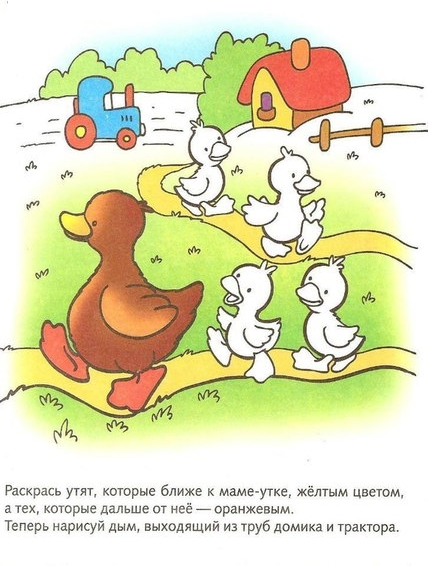 Раскрась утят, которые ближе к маме-утке, жёлтым цветом,
а тех, которые дальше от неё — оранжевым.
Теперь нарисуй дым, выходящий из труб домика и трактора.